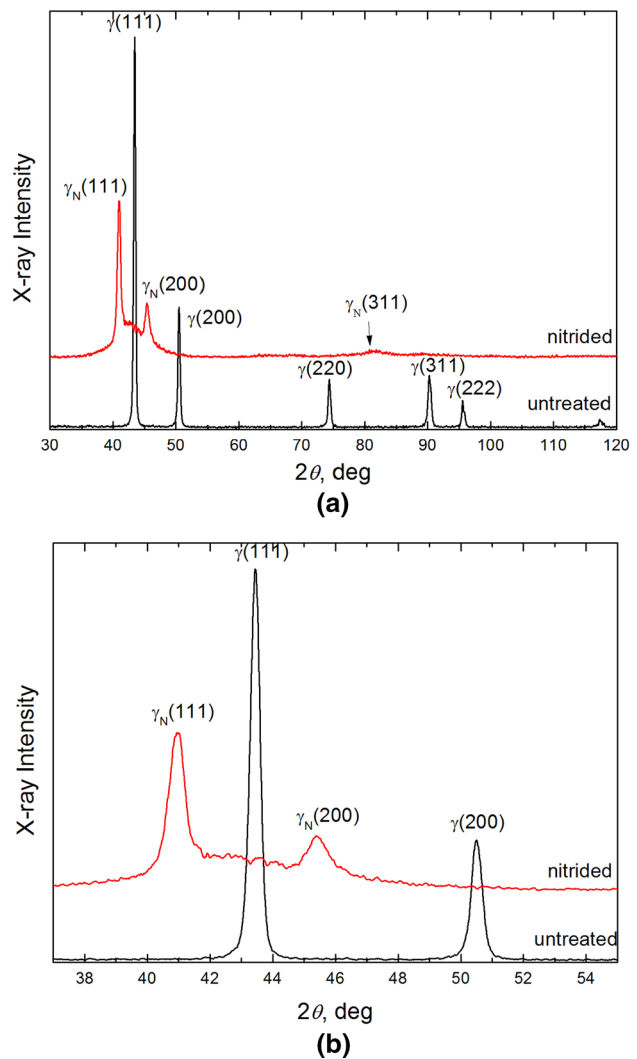 γ(111)
γN(111)
γN(200)
γ(200)
γN(311)
nitrided
γ(220)
γ(311)
γ(222)
untreated
X-ray Intensity
30 40 50 60 70 80 90 100 110 120
2θ, deg
(a)
γ(111)
γN(111)
γN(200)
γ(200)
nitrided
untreated
X-ray Intensity
38 40 42 44 46 48 50 52 54
2θ, deg
(b)